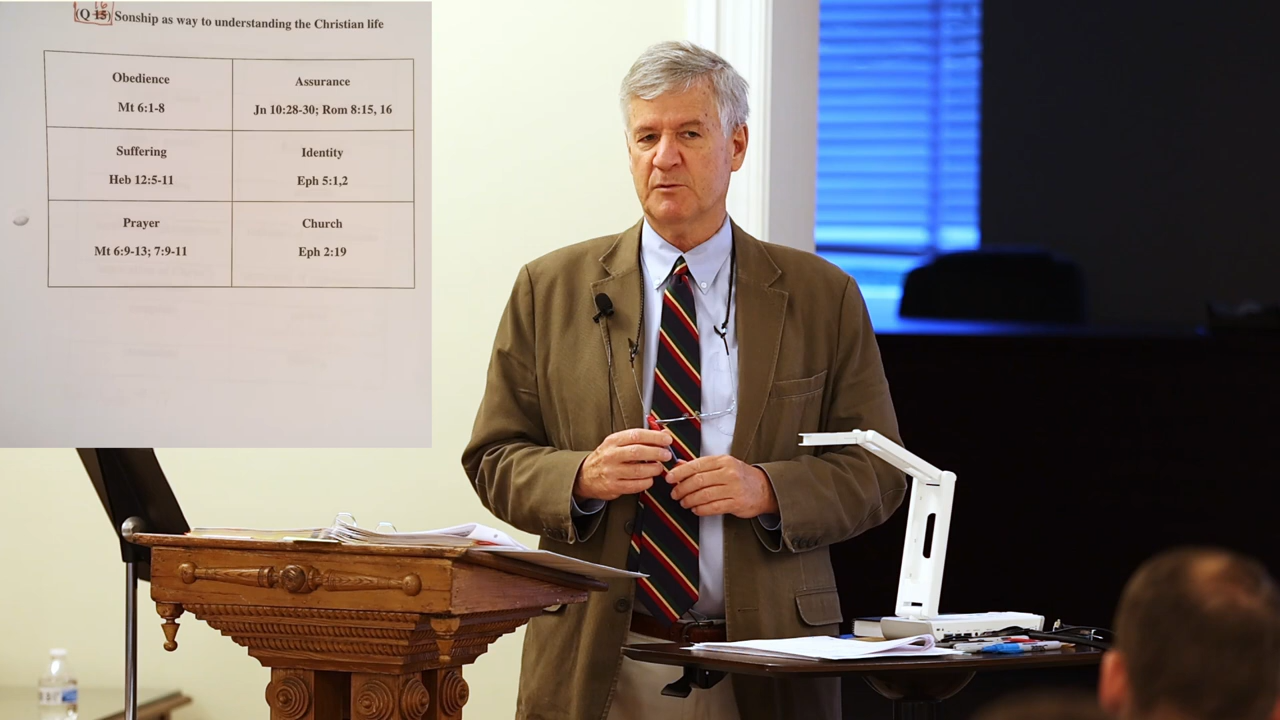 (Q 15) 16 Sonship as way to understanding the Christian life
Obedience
Mt 6:1-8
Assurance
Jn 10:28-30; Rom 8:15, 16
Suffering
Heb 12:5-11
Identity
Eph 5:1,2
Prayer
Mt 6:9-13; 7:9-11
Church
Eph 2:19